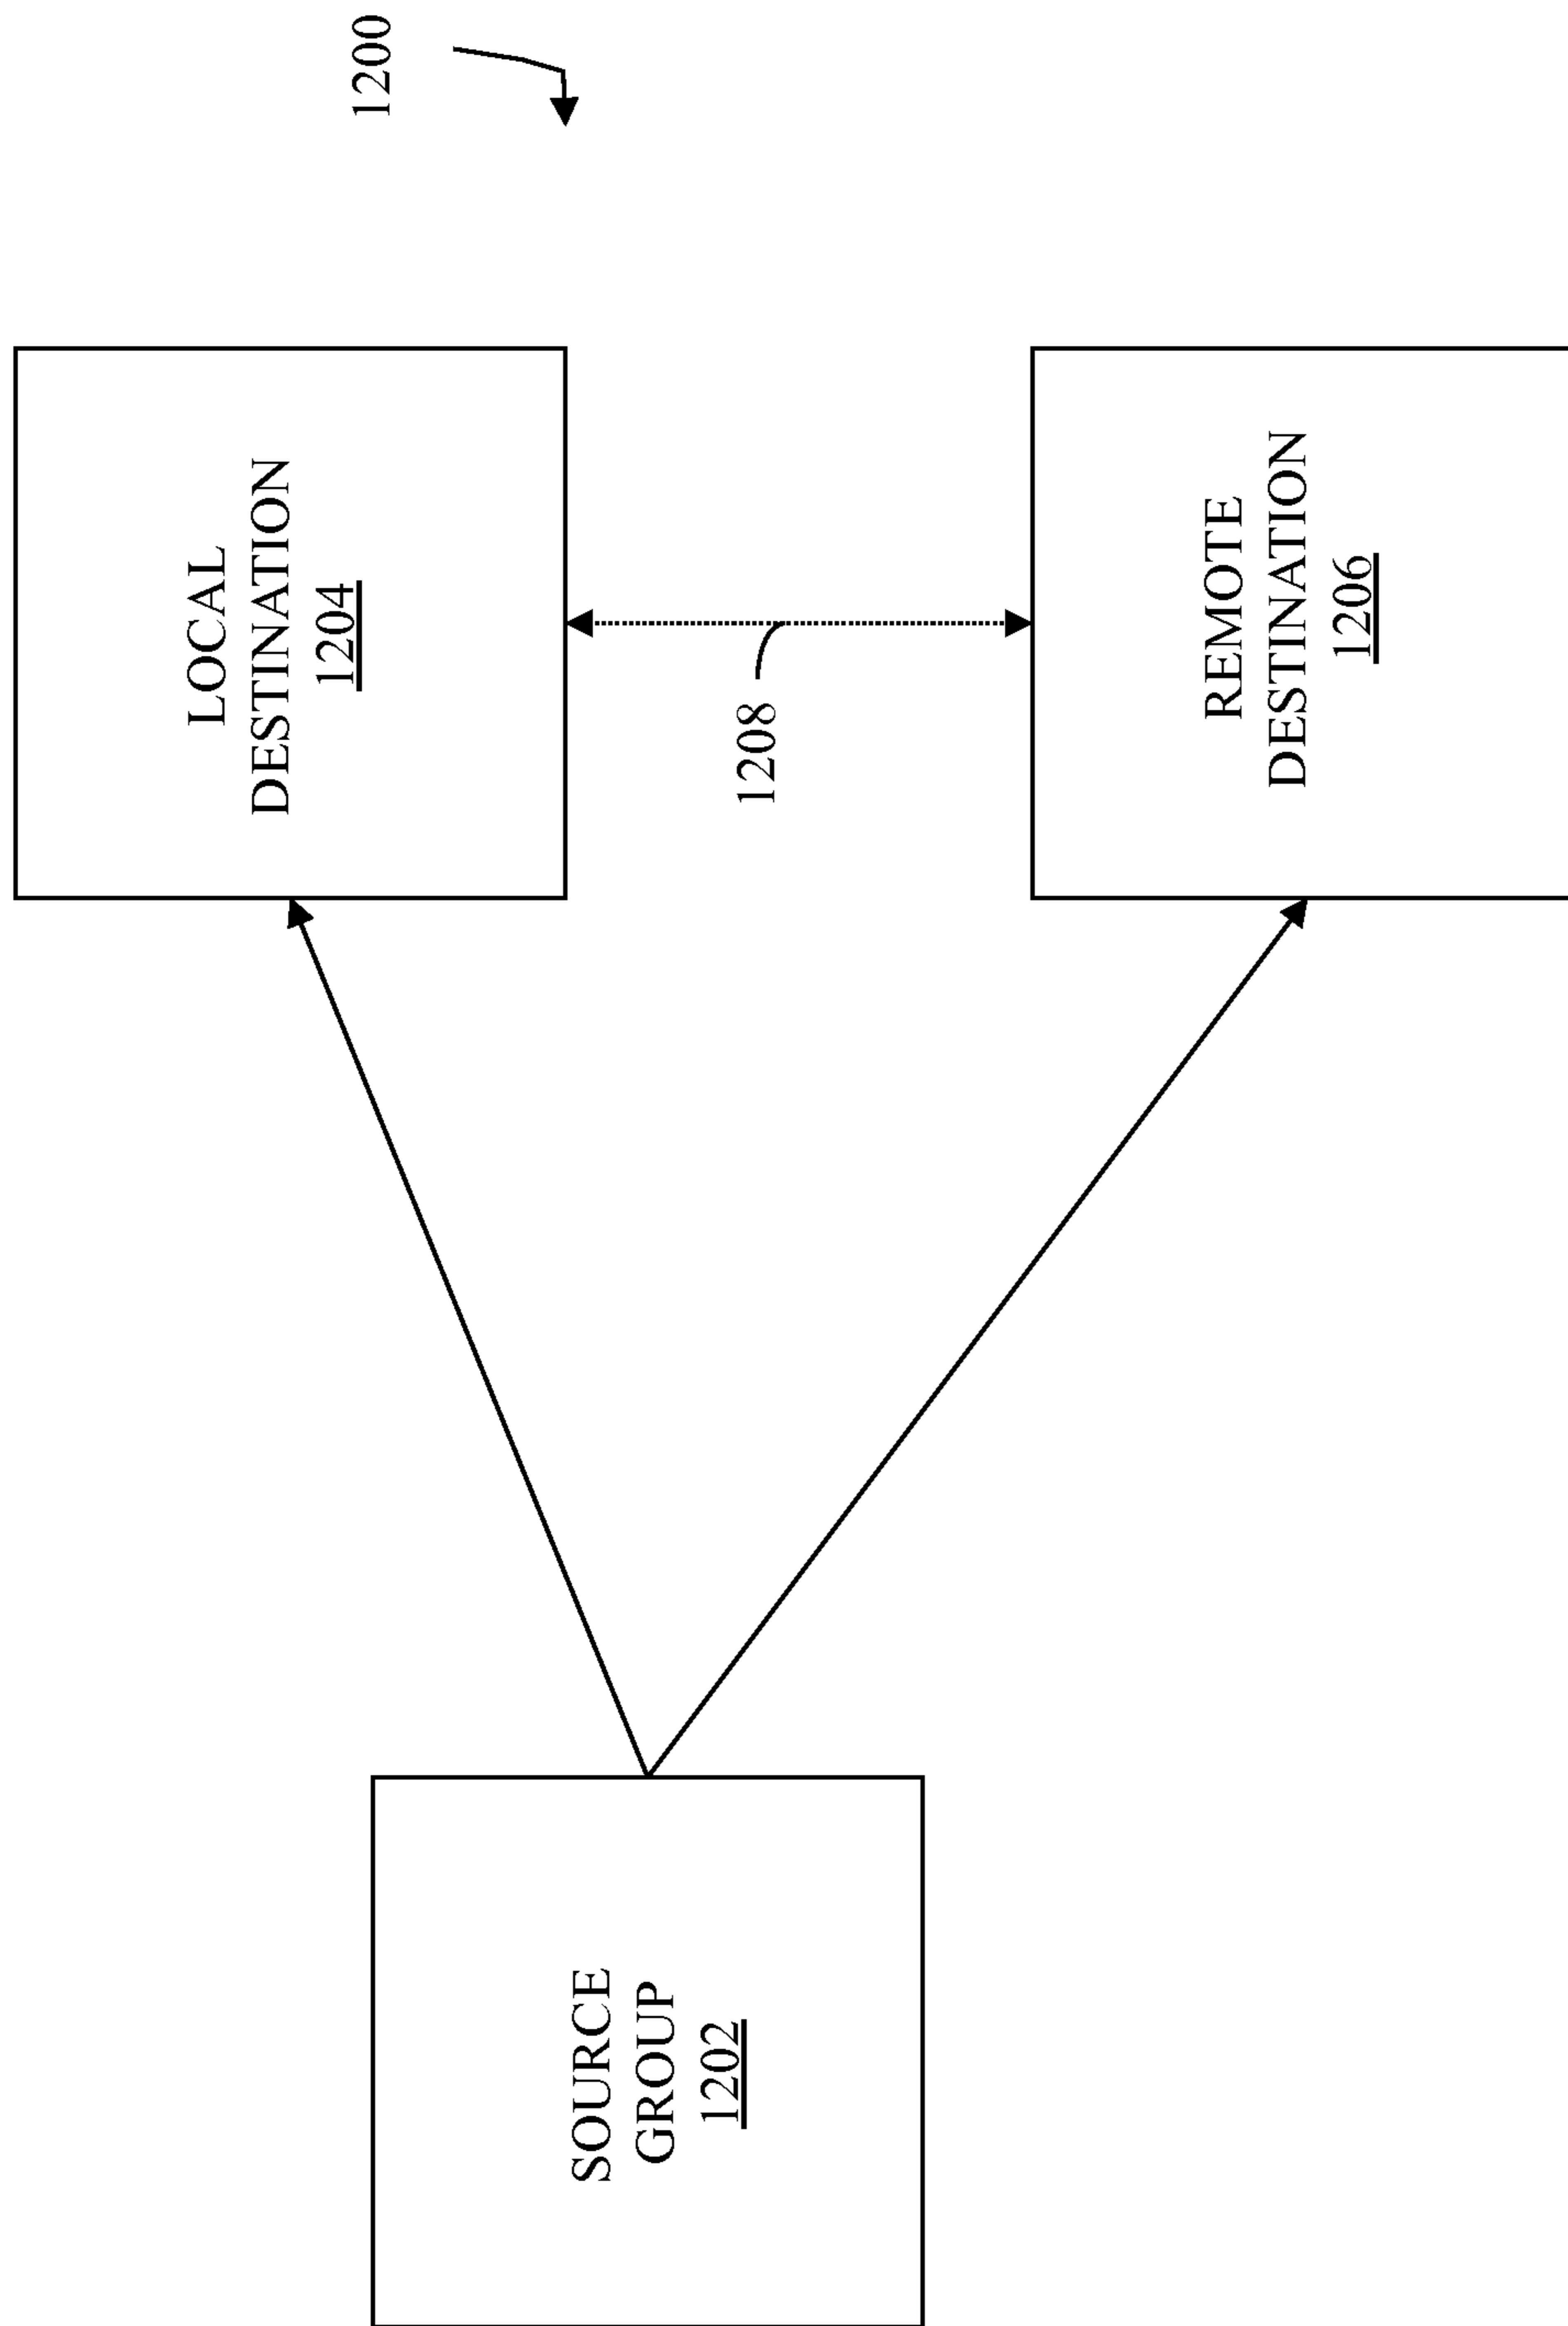 1200
LOCAL
DESTINATION
1204
1208
REMOTE
DESTINATION
1206
SOURCE
GROUP
1202